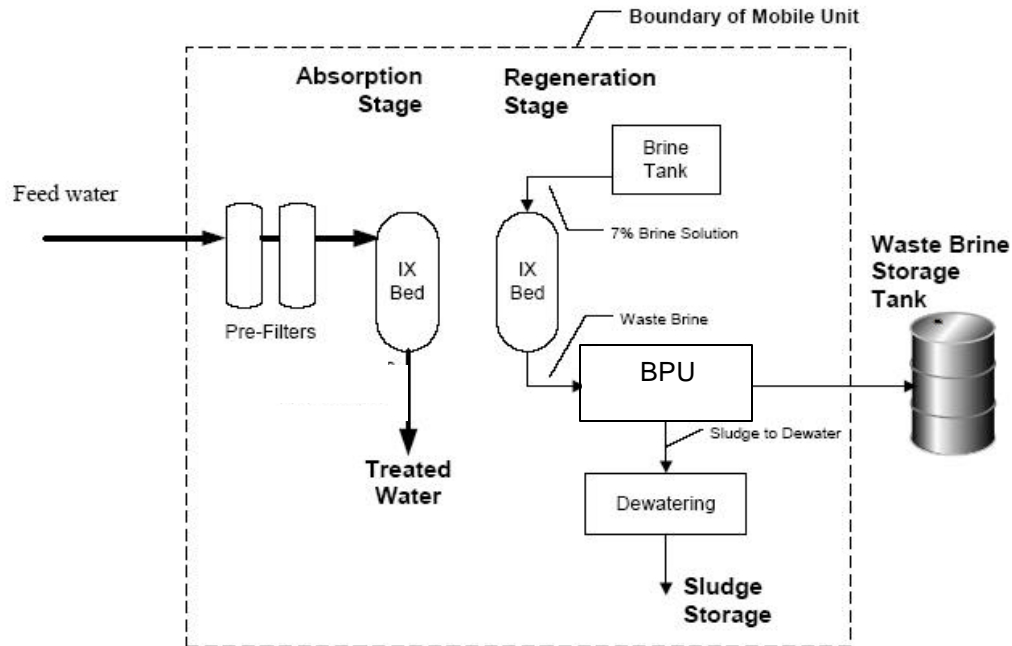 Boundary of Mobile Unit
Absorption
Stage
Regeneration
Stage
Brine
Tank
Feed water
7% Brine Solution
IX
Bed
IX
Bed
Waste Brine
Storage
Tank
Pre-Filters
Waste Brine
BPU
Sludge to Dewater
Treated
Water
Dewatering
Sludge
Storage